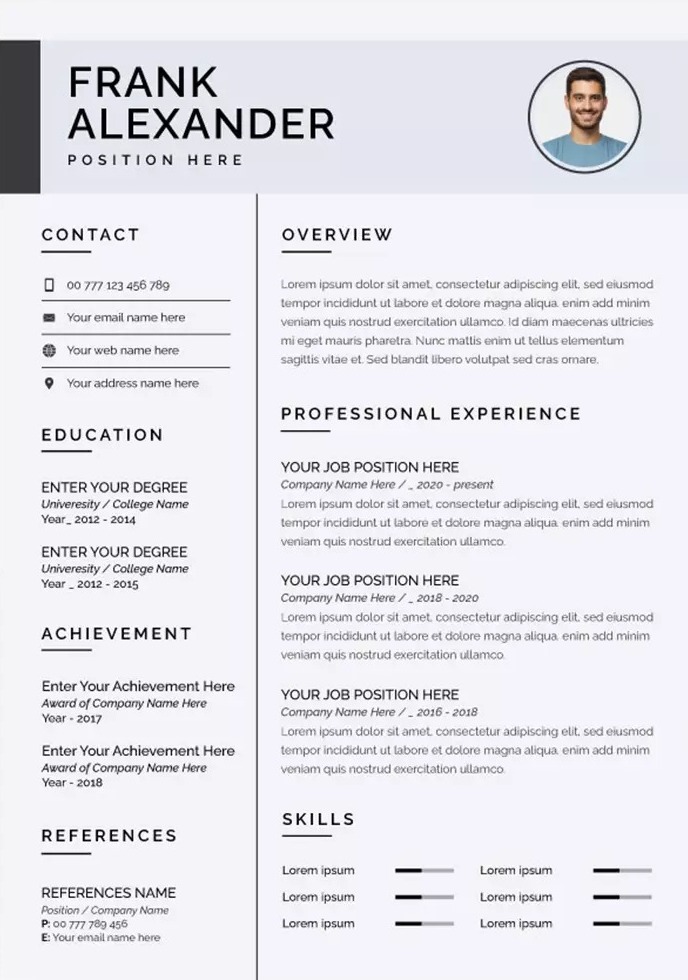 FRANK
ALEXANDER
POSITION HERE
CONTACT
00 777 123 456 789
Your email name here
Your web name here
Your address name here
EDUCATION
ENTER YOUR DEGREE
Univeresity / College Name
Year_ 2012 - 2014
ENTER YOUR DEGREE
Univeresity / College Name
Year _ 2012 - 2015
ACHIEVEMENT
Enter Your Achievement Here
Award of Company Name Here
Year - 2017
Enter Your Achievement Here
Award of Company Name Here
Year - 2018
REFERENCES
REFERENCES NAME
Position / Company Name
P: 00 777 789 456
E: Your email name here
OVERVIEW
Lorem ipsum dolor sit amet, consectetur adipiscing elit, sed eiusmod
tempor incididunt ut labore et dolore magna aliqua. enim ad minim
veniam quis nostrud exercitation ullamco. Id diam maecenas ultricies
mi eget mauris pharetra. Nunc mattis enim ut tellus elementum
sagittis vitae et. Sed blandit libero volutpat sed cras ornare.
PROFESSIONAL EXPERIENCE
YOUR JOB POSITION HERE
Company Name Here / _ 2020 - present
Lorem ipsum dolor sit amet, consectetur adipiscing elit, sed eiusmod
tempor incididunt ut labore et dolore magna aliqua. enim ad minim
veniam quis nostrud exercitation ullamco.
YOUR JOB POSITION HERE
Company Name Here / _ 2018 - 2020
Lorem ipsum dolor sit amet, consectetur adipiscing elit, sed eiusmod
tempor incididunt ut labore et dolore magna aliqua. enim ad minim
veniam quis nostrud exercitation ullamco.
YOUR JOB POSITION HERE
Company Name Here / _ 2016 - 2018
Lorem ipsum dolor sit amet, consectetur adipiscing elit, sed eiusmod
tempor incididunt ut labore et dolore magna aliqua. enim ad minim
veniam quis nostrud exercitation ullamco.
SKILLS
Lorem ipsum
Lorem ipsum
Lorem ipsum
Lorem ipsum
Lorem ipsum
Lorem ipsum